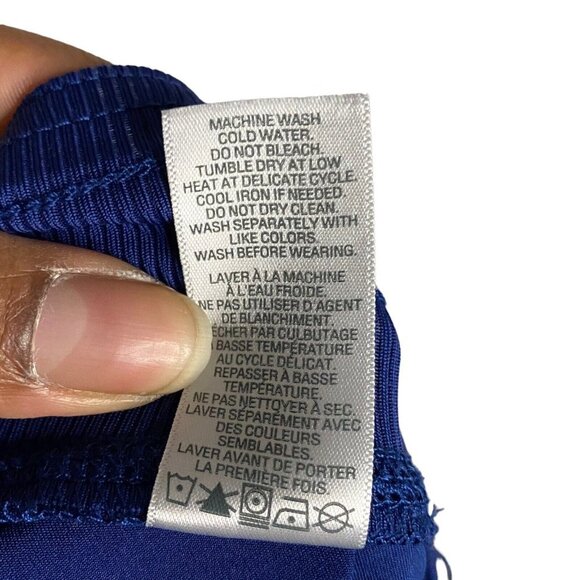 MACHINE WASH
COLD WATER.
DO NOT BLEACH.
TUMBLE DRY AT LOW
HEAT AT DELICATE CYCLE.
COOL IRON IF NEEDED.
DO NOT DRY CLEAN.
WASH SEPARATELY WITH
LIKE COLORS.
WASH BEFORE WEARING.
LAVER À LA MACHINE
À L'EAU FROIDE.
NE PAS UTILISER D'AGENT
DE BLANCHIMENT.
PAR CULBUTAGE
BASSE TEMPÉRATURE
AU CYCLE DÉLICAT.
REPASSER À BASSE
TEMPÉRATURE.
NE PAS NETTOYER À SEC.
LAVER SÉPARÉMENT AVEC
DES COULEURS
SEMBLABLES.
LAVER AVANT DE PORTER
LA PREMIÈRE FOIS